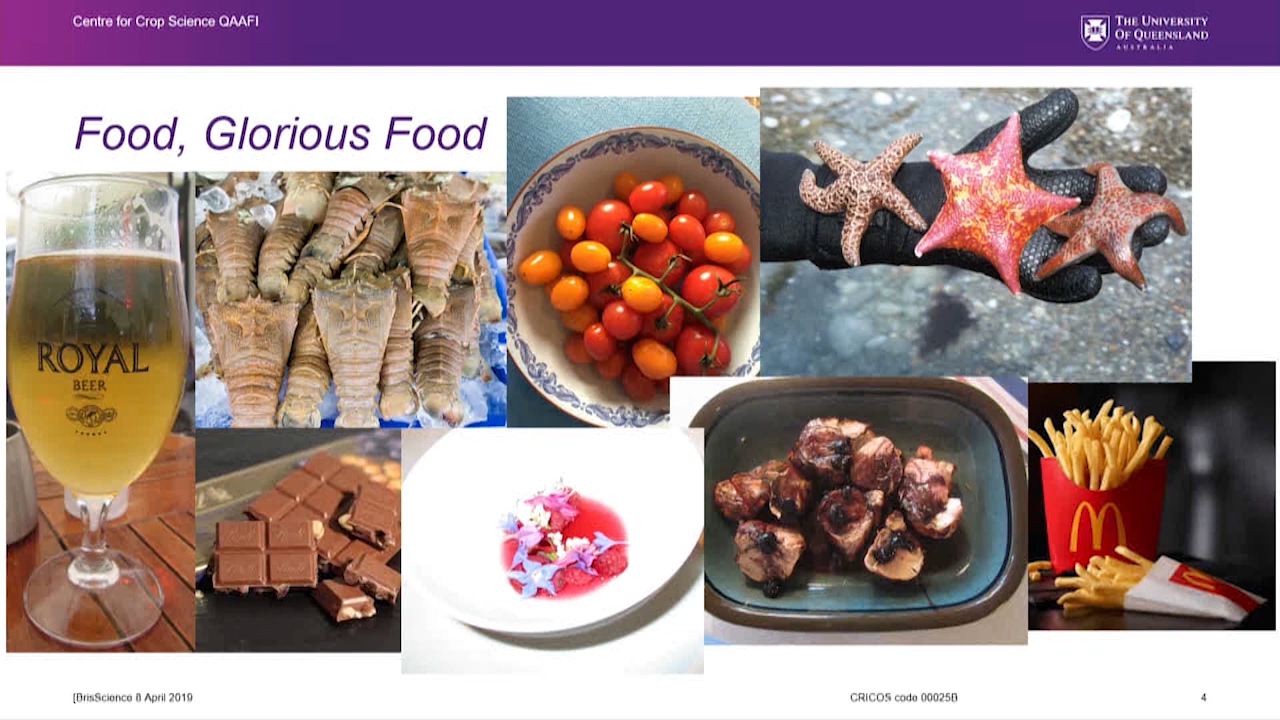 Centre for Crop Science QAAFI
THE UNIVERSITY
OF QUEENSLAND
AUSTRALIA
Food, Glorious Food
ROYAL
BEER
[BrisScience 8 April 2019
CRICOS code 00025B
4